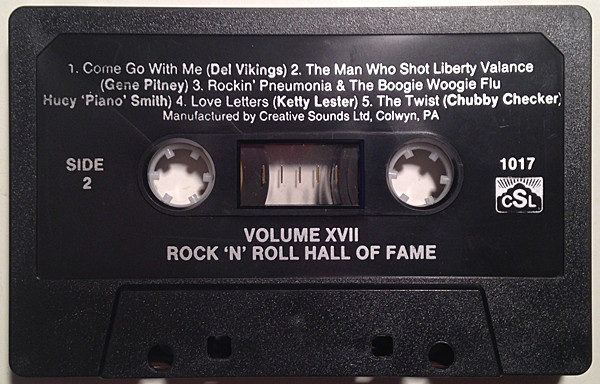 1. Come Go With Me (Del Vikings) 2. The Man Who Shot Liberty Valance
(Gene Pitney) 3. Rockin' Pneumonia & The Boogie Woogie Flu
Huey 'Piano' Smith) 4. Love Letters (Ketty Lester) 5. The Twist (Chubby Checker)
Manufactured by Creative Sounds Ltd, Colwyn, PA
SIDE
2
1017
CSL
VOLUME XVII
ROCK 'N' ROLL HALL OF FAME